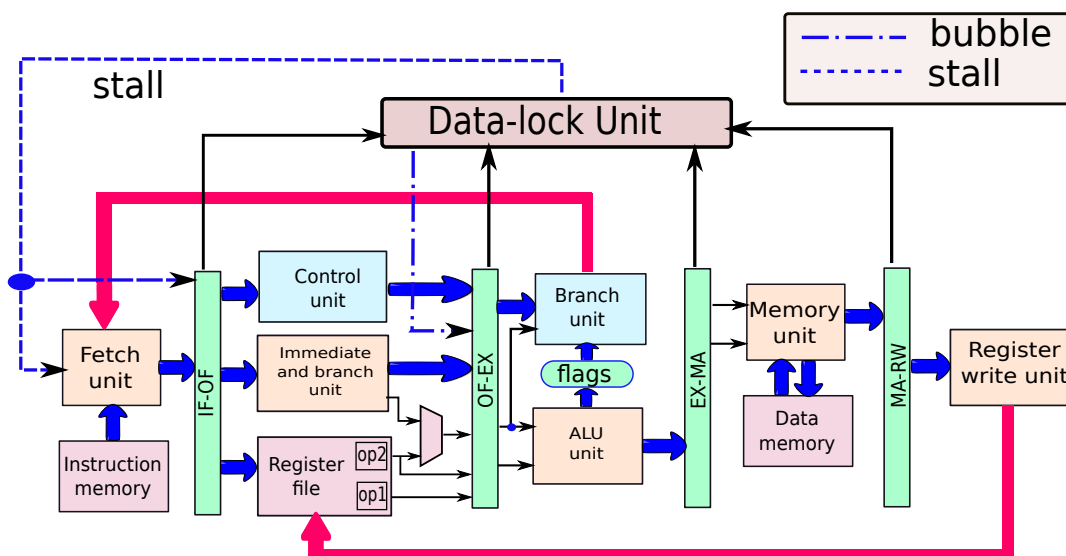 bubble
stall
stall
Data-lock Unit
Control
unit
Branch
unit
Memory
unit
Fetch
unit
IF-OF
Immediate
and branch
unit
OF-EX
flags
EX-MA
MA-RW
Register
write unit
Instruction
memory
Register
file
op2
op1
ALU
unit
Data
memory